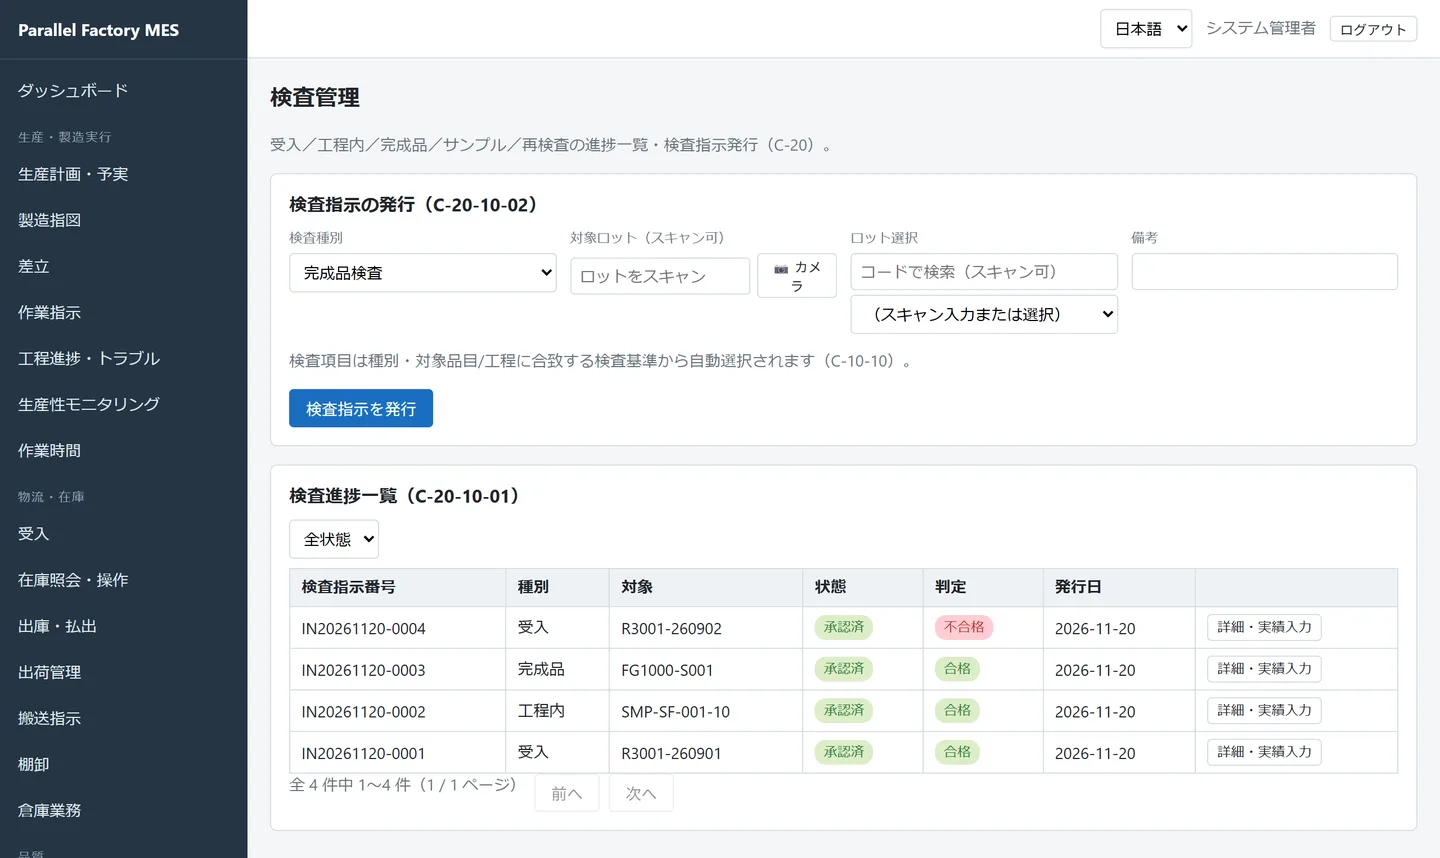 Parallel Factory MES
日本語
システム管理者
ログアウト
ダッシュボード
生産・製造実行
生産計画・予実
製造指図
差立
作業指示
工程進捗・トラブル
生産性モニタリング
作業時間
物流・在庫
受入
在庫照会・操作
出庫・払出
出荷管理
搬送指示
棚卸
倉庫業務
品質
検査管理
受入／工程内／完成品／サンプル／再検査の進捗一覧・検査指示発行（C-20）。
検査指示の発行（C-20-10-02）
検査種別
完成品検査
対象ロット（スキャン可）
ロットをスキャン
カメ
ラ
ロット選択
コードで検索（スキャン可）
（スキャン入力または選択）
備考
検査項目は種別・対象品目/工程に合致する検査基準から自動選択されます（C-10-10）。
検査指示を発行
検査進捗一覧（C-20-10-01）
全状態
検査指示番号 種別 対象 状態 判定 発行日
IN20261120-0004 受入 R3001-260902 承認済 不合格 2026-11-20 詳細・実績入力
IN20261120-0003 完成品 FG1000-S001 承認済 合格 2026-11-20 詳細・実績入力
IN20261120-0002 工程内 SMP-SF-001-10 承認済 合格 2026-11-20 詳細・実績入力
IN20261120-0001 受入 R3001-260901 承認済 合格 2026-11-20 詳細・実績入力
全 4 件中 1～4 件（1 / 1 ページ） 前へ 次へ